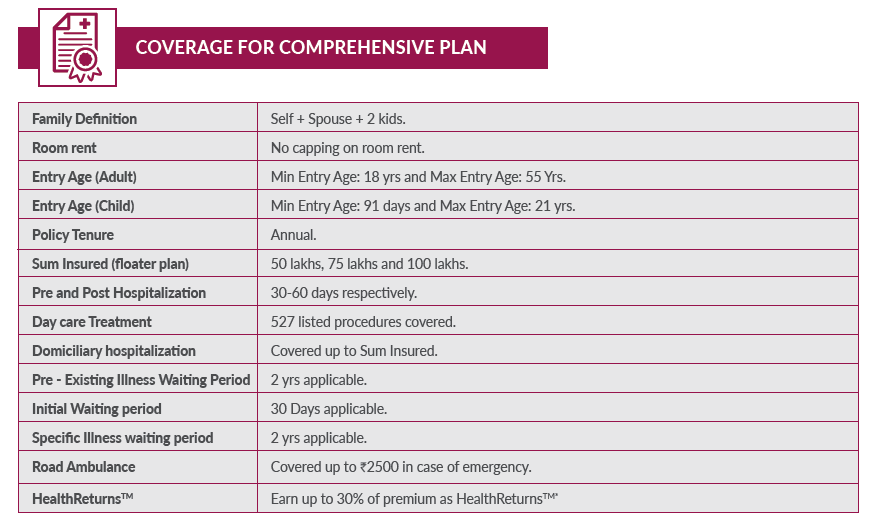 COVERAGE FOR COMPREHENSIVE PLAN
Family Definition Self + Spouse + 2 kids.
Room rent No capping on room rent.
Entry Age (Adult) Min Entry Age: 18 yrs and Max Entry Age: 55 Yrs.
Entry Age (Child) Min Entry Age: 91 days and Max Entry Age: 21 yrs.
Policy Tenure Annual.
Sum Insured (floater plan) 50 lakhs, 75 lakhs and 100 lakhs.
Pre and Post Hospitalization 30-60 days respectively.
Day care Treatment 527 listed procedures covered.
Domiciliary hospitalization Covered up to Sum Insured.
Pre - Existing Illness Waiting Period 2 yrs applicable.
Initial Waiting period 30 Days applicable.
Specific Illness waiting period 2 yrs applicable.
Road Ambulance Covered up to ₹2500 in case of emergency.
HealthReturns™ Earn up to 30% of premium as HealthReturns™*